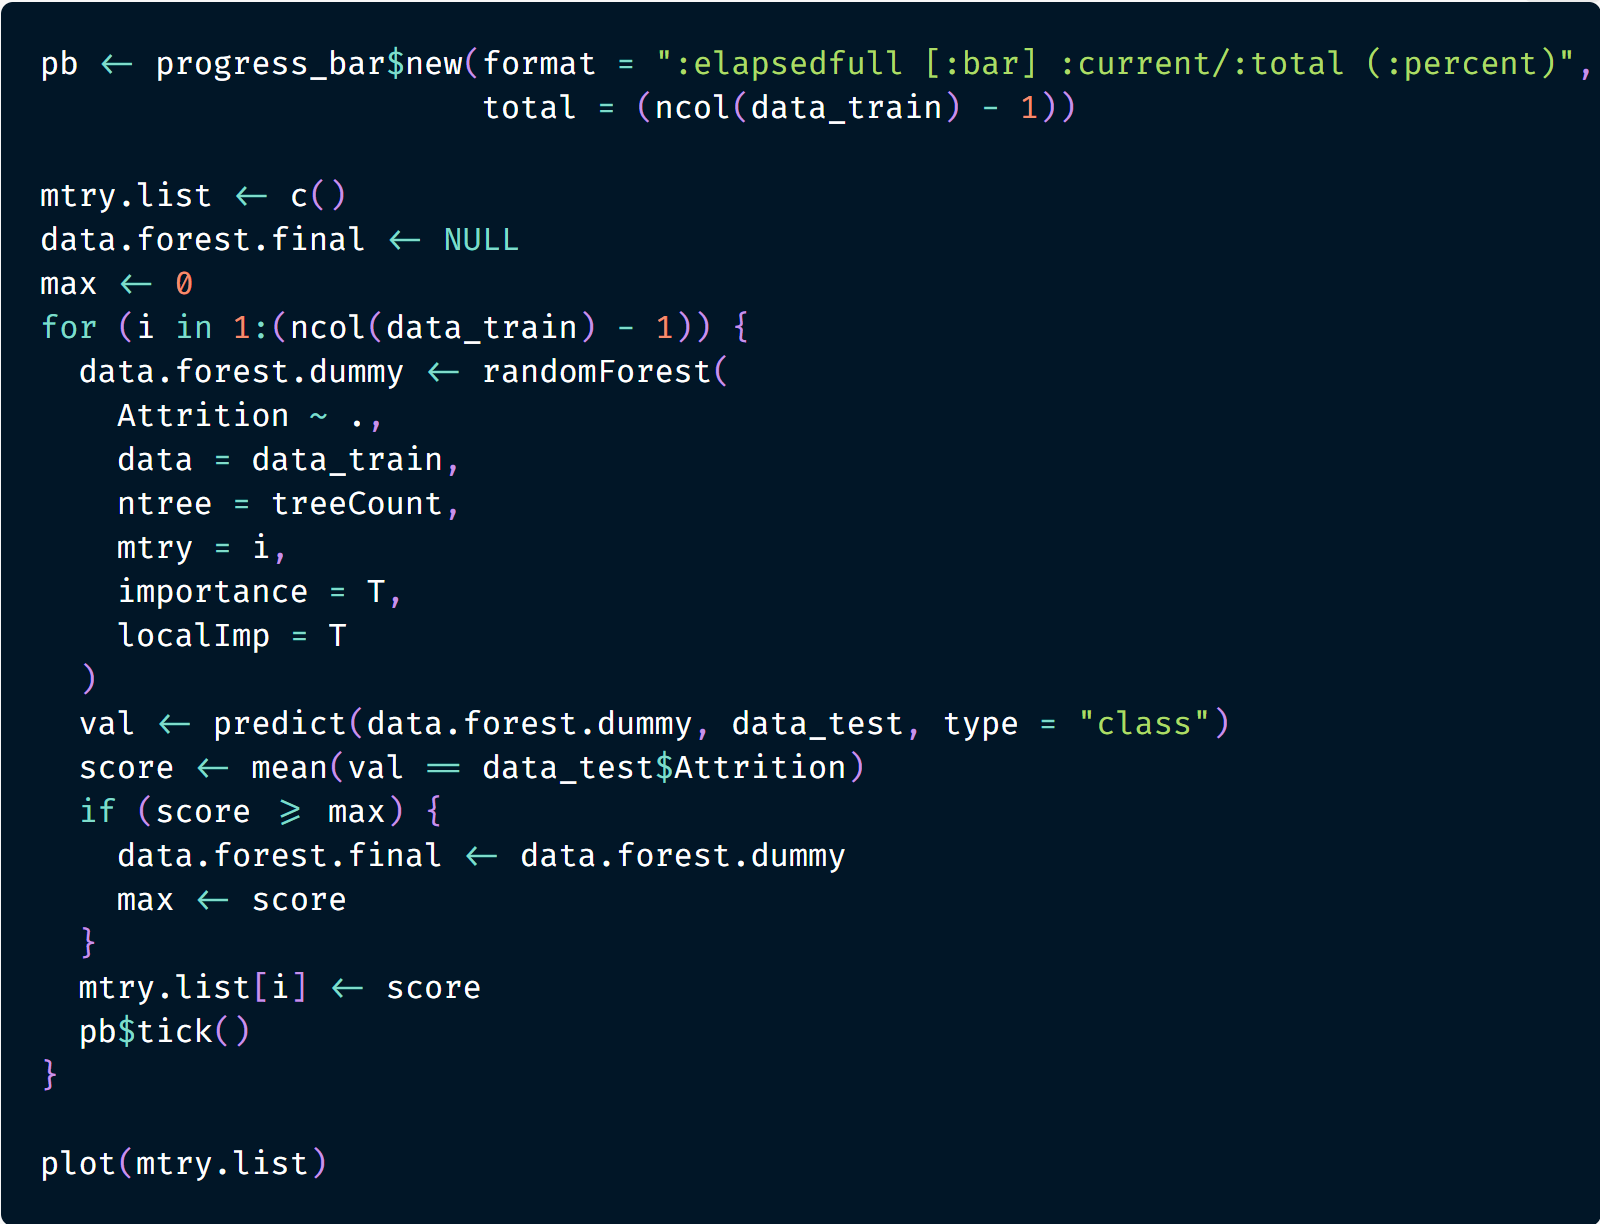 pb <- progress_bar$new(format = ":elapsedfull [:bar] :current/:total (:percent)",
                       total = (ncol(data_train) - 1))

mtry.list <- c()
data.forest.final <- NULL
max <- 0
for (i in 1:(ncol(data_train) - 1)) {
  data.forest.dummy <- randomForest(
    Attrition ~ .,
    data = data_train,
    ntree = treeCount,
    mtry = i,
    importance = T,
    localImp = T
  )
  val <- predict(data.forest.dummy, data_test, type = "class")
  score <- mean(val == data_test$Attrition)
  if (score >= max) {
    data.forest.final <- data.forest.dummy
    max <- score
  }
  mtry.list[i] <- score
  pb$tick()
}

plot(mtry.list)